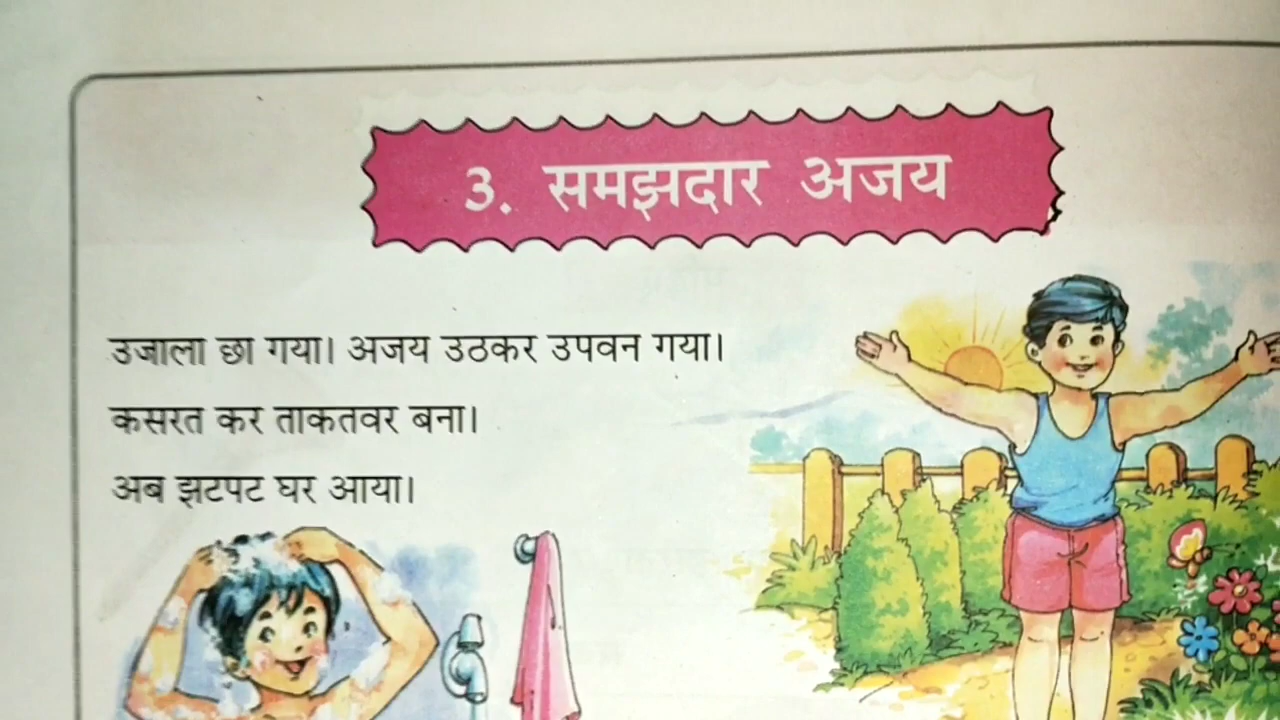 3. समझदार अजय
उजाला छा गया। अजय उठकर उपवन गया।
कसरत कर ताकतवर बना।
अब झटपट घर आया।